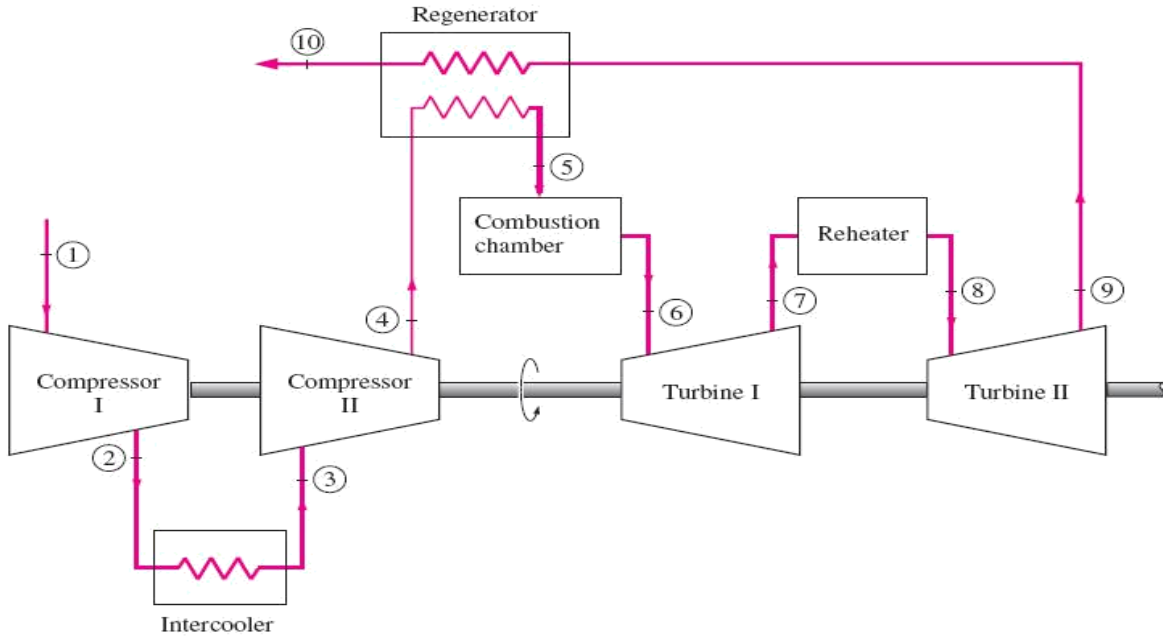 Regenerator
10
5
Combustion
chamber
Reheater
1
4
6
7
8
9
Compressor
I
Compressor
II
Turbine I
Turbine II
2
3
Intercooler